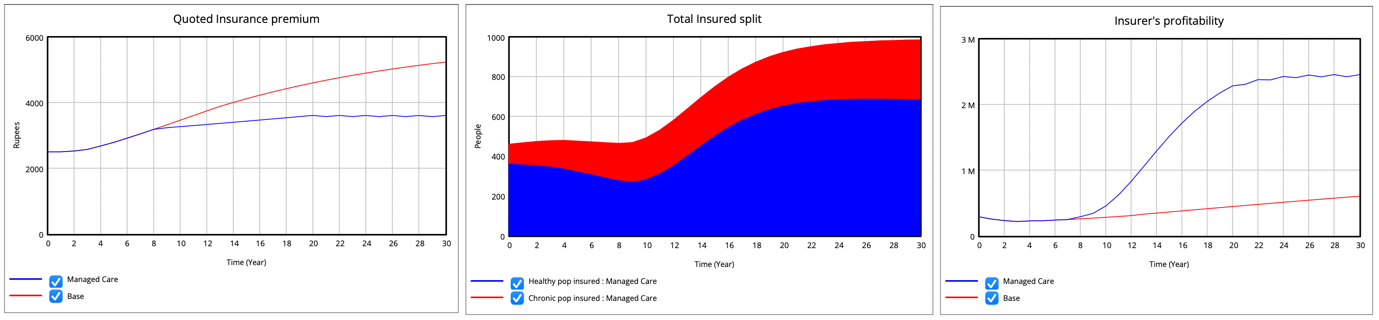 Quoted Insurance premium
6000
4000
2000
0
Rupees
0 2 4 6 8 10 12 14 16 18 20 22 24 26 28 30
Time (Year)
Managed Care
Base
Total Insured split
1000
800
600
400
200
0
People
0 2 4 6 8 10 12 14 16 18 20 22 24 26 28 30
Time (Year)
Healthy pop insured : Managed Care
Chronic pop insured : Managed Care
Insurer's profitability
3 M
2 M
1 M
0
0 2 4 6 8 10 12 14 16 18 20 22 24 26 28 30
Time (Year)
Managed Care
Base